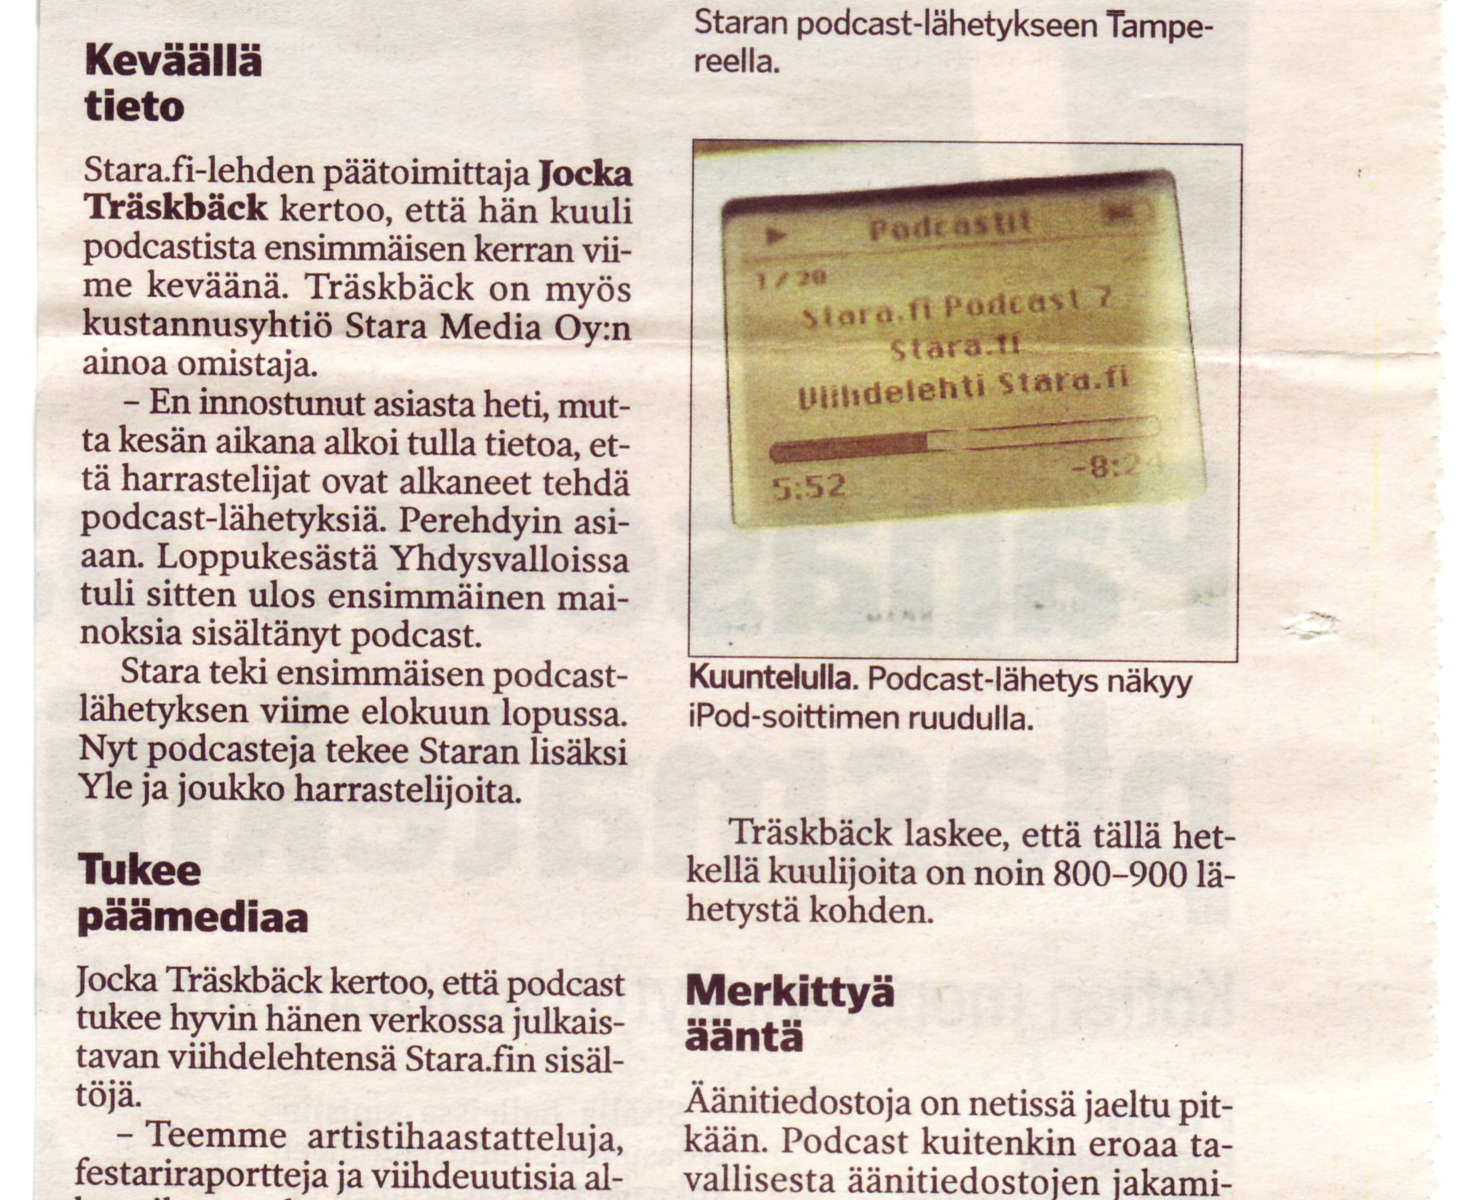 Keväällä
tieto
Stara.fi-lehden päätoimittaja Jocka
Träskbäck kertoo, että hän kuuli
podcastista ensimmäisen kerran vii-
me keväänä. Träskbäck on myös
kustannusyhtiö Stara Media Oy:n
ainoa omistaja.
– En innostunut asiasta heti, mut-
ta kesän aikana alkoi tulla tietoa, et-
tä harrastelijat ovat alkaneet tehdä
podcast-lähetyksiä. Perehdyin asi-
aan. Loppukesästä Yhdysvalloissa
tuli sitten ulos ensimmäinen mai-
noksia sisältänyt podcast.
Stara teki ensimmäisen podcast-
lähetyksen viime elokuun lopussa.
Nyt podcasteja tekee Staran lisäksi
Yle ja joukko harrastelijoita.
Tukee
päämediaa
Jocka Träskbäck kertoo, että podcast
tukee hyvin hänen verkossa julkais-
tavan viihdelehtensä Stara.fin sisäl-
töjä.
– Teemme artistihaastatteluja,
festariraportteja ja viihdeuutisia al-
Staran podcast-lähetykseen Tampe-
reella.
Podcastit
1 / 20
Stara.fi Podcast 7
Stara.fi
Viihdelehti Stara.fi
5:52
-8:24
Kuuntelulla. Podcast-lähetys näkyy
iPod-soittimen ruudulla.
Träskbäck laskee, että tällä het-
kellä kuulijoita on noin 800–900 lä-
hetystä kohden.
Merkittyä
ääntä
Äänitiedostoja on netissä jaeltu pit-
kään. Podcast kuitenkin eroaa ta-
vallisesta äänitiedostojen jakami-